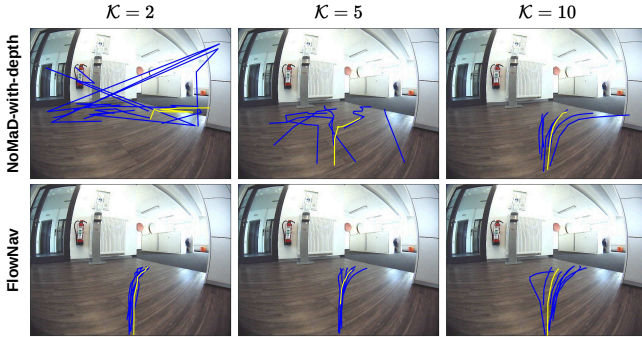 𝒦 = 2
𝒦 = 5
𝒦 = 10
NoMaD-with-depth
FlowNav